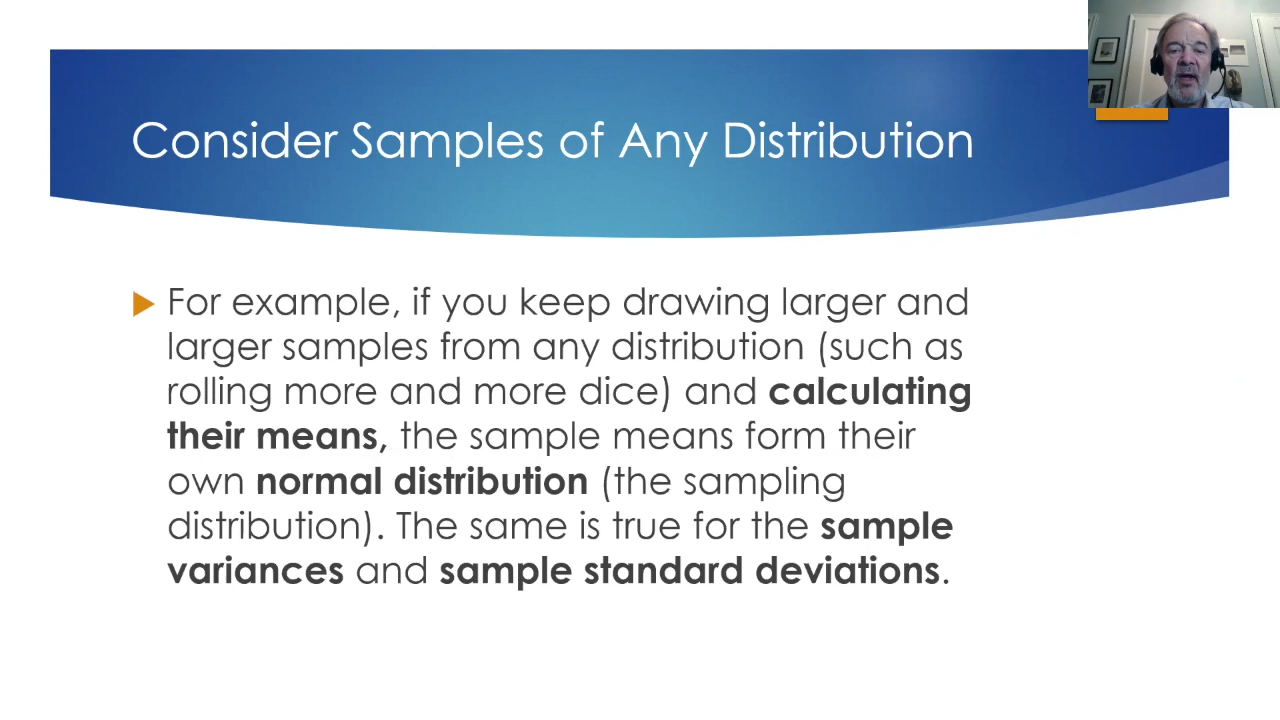 Consider Samples of Any Distribution
For example, if you keep drawing larger and
larger samples from any distribution (such as
rolling more and more dice) and calculating
their means, the sample means form their
own normal distribution (the sampling
distribution). The same is true for the sample
variances and sample standard deviations.